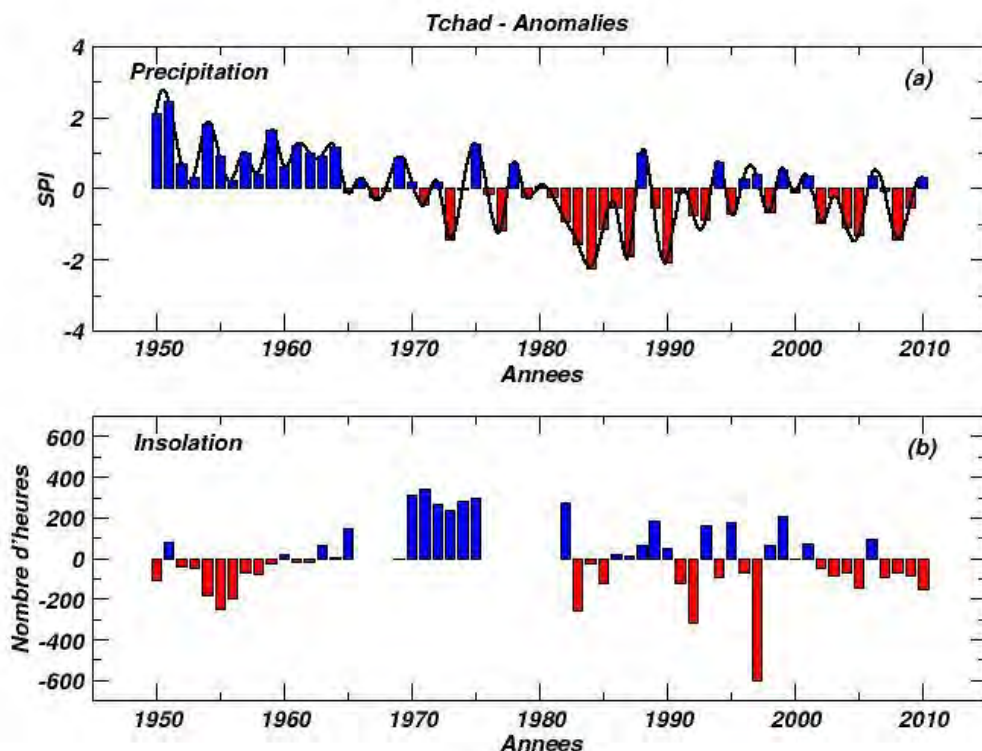 Tchad - Anomalies
4
Precipitation
(a)
2
0
-2
-4
SPI
1950
1960
1970
1980
1990
2000
2010
Annees
600
Insolation
(b)
400
200
0
-200
-400
-600
Nombre d'heures
1950
1960
1970
1980
1990
2000
2010
Annees